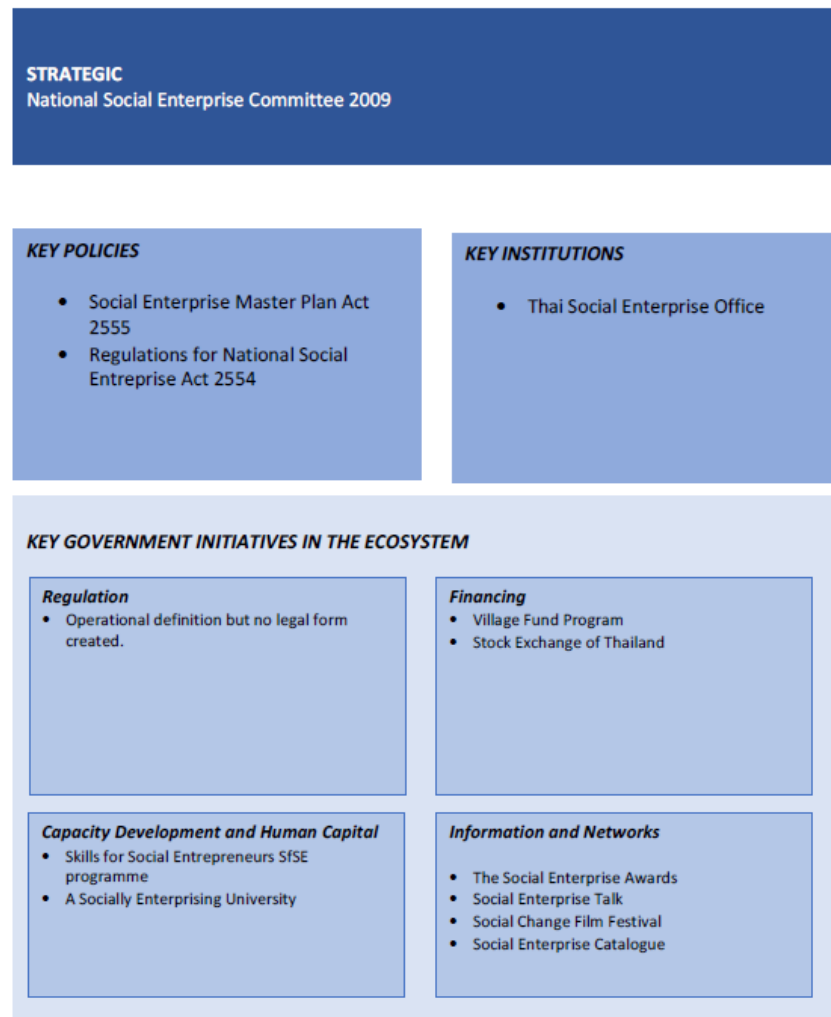 STRATEGIC
National Social Enterprise Committee 2009
KEY POLICIES
• Social Enterprise Master Plan Act
2555
• Regulations for National Social
Entreprise Act 2554
KEY INSTITUTIONS
• Thai Social Enterprise Office
KEY GOVERNMENT INITIATIVES IN THE ECOSYSTEM
Regulation
• Operational definition but no legal form
created.
Financing
• Village Fund Program
• Stock Exchange of Thailand
Capacity Development and Human Capital
• Skills for Social Entrepreneurs SfSE
programme
• A Socially Enterprising University
Information and Networks
• The Social Enterprise Awards
• Social Enterprise Talk
• Social Change Film Festival
• Social Enterprise Catalogue